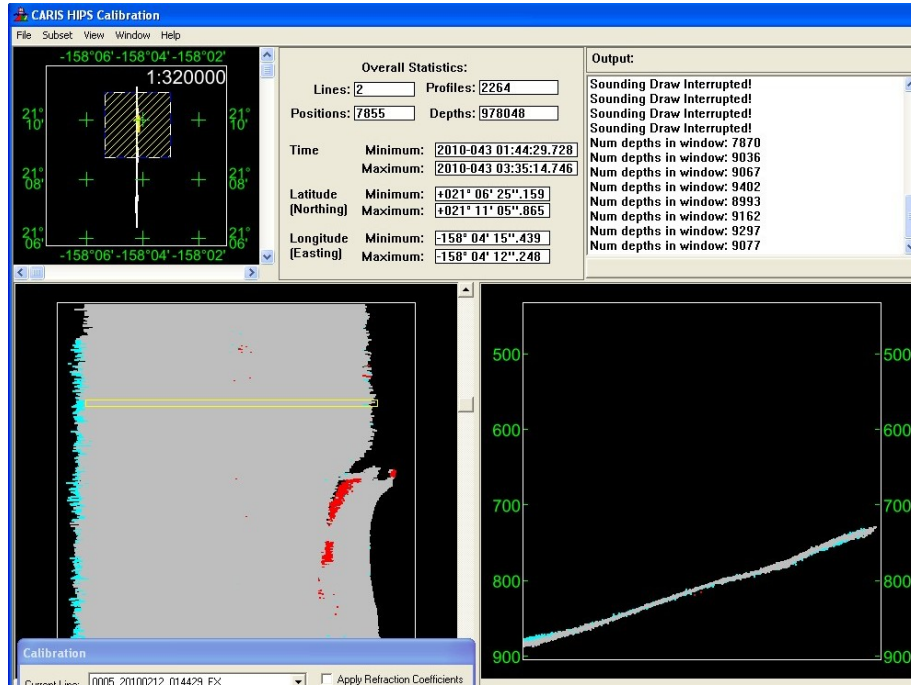 CARIS HIPS Calibration
File Subset View Window Help
-158°06' -158°04' -158°02'
1:320000
21° 10'
21° 10'
21° 08'
21° 08'
21° 06'
21° 06'
-158°06' -158°04' -158°02'
Overall Statistics:
Lines: 2 Profiles: 2264
Positions: 7855 Depths: 978048
Time Minimum: 2010-043 01:44:29.728
Maximum: 2010-043 03:35:14.746
Latitude Minimum: +021° 06' 25".159
(Northing) Maximum: +021° 11' 05".865
Longitude Minimum: -158° 04' 15".439
(Easting) Maximum: -158° 04' 12".248
Output:
Sounding Draw Interrupted!
Sounding Draw Interrupted!
Sounding Draw Interrupted!
Sounding Draw Interrupted!
Num depths in window: 7870
Num depths in window: 9036
Num depths in window: 9067
Num depths in window: 9402
Num depths in window: 8993
Num depths in window: 9162
Num depths in window: 9297
Num depths in window: 9077
500 500
600 600
700 700
800 800
900 900
Calibration
Current Line: 0005_20100212_014429_EX Apply Refraction Coefficients